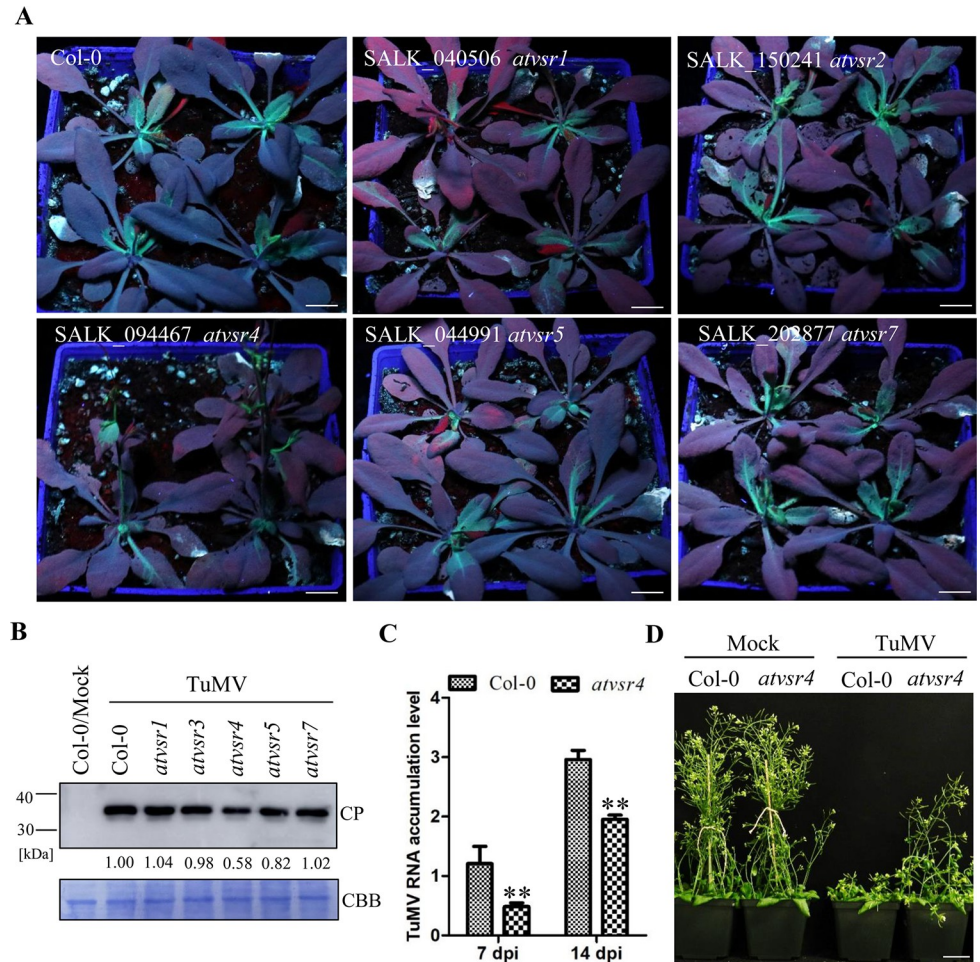 A
Col-0
SALK_040506 atvsr1
SALK_150241 atvsr2
SALK_094467 atvsr4
SALK_044991 atvsr5
SALK_202877 atvsr7
B
TuMV
Col-0/Mock
Col-0
atvsr1
atvsr3
atvsr4
atvsr5
atvsr7
40
30
[kDa]
CP
1.00 1.04 0.98 0.58 0.82 1.02
CBB
C
Col-0 atvsr4
TuMV RNA accumulation level
4
3
2
1
0
**
**
7 dpi 14 dpi
D
Mock TuMV
Col-0 atvsr4 Col-0 atvsr4